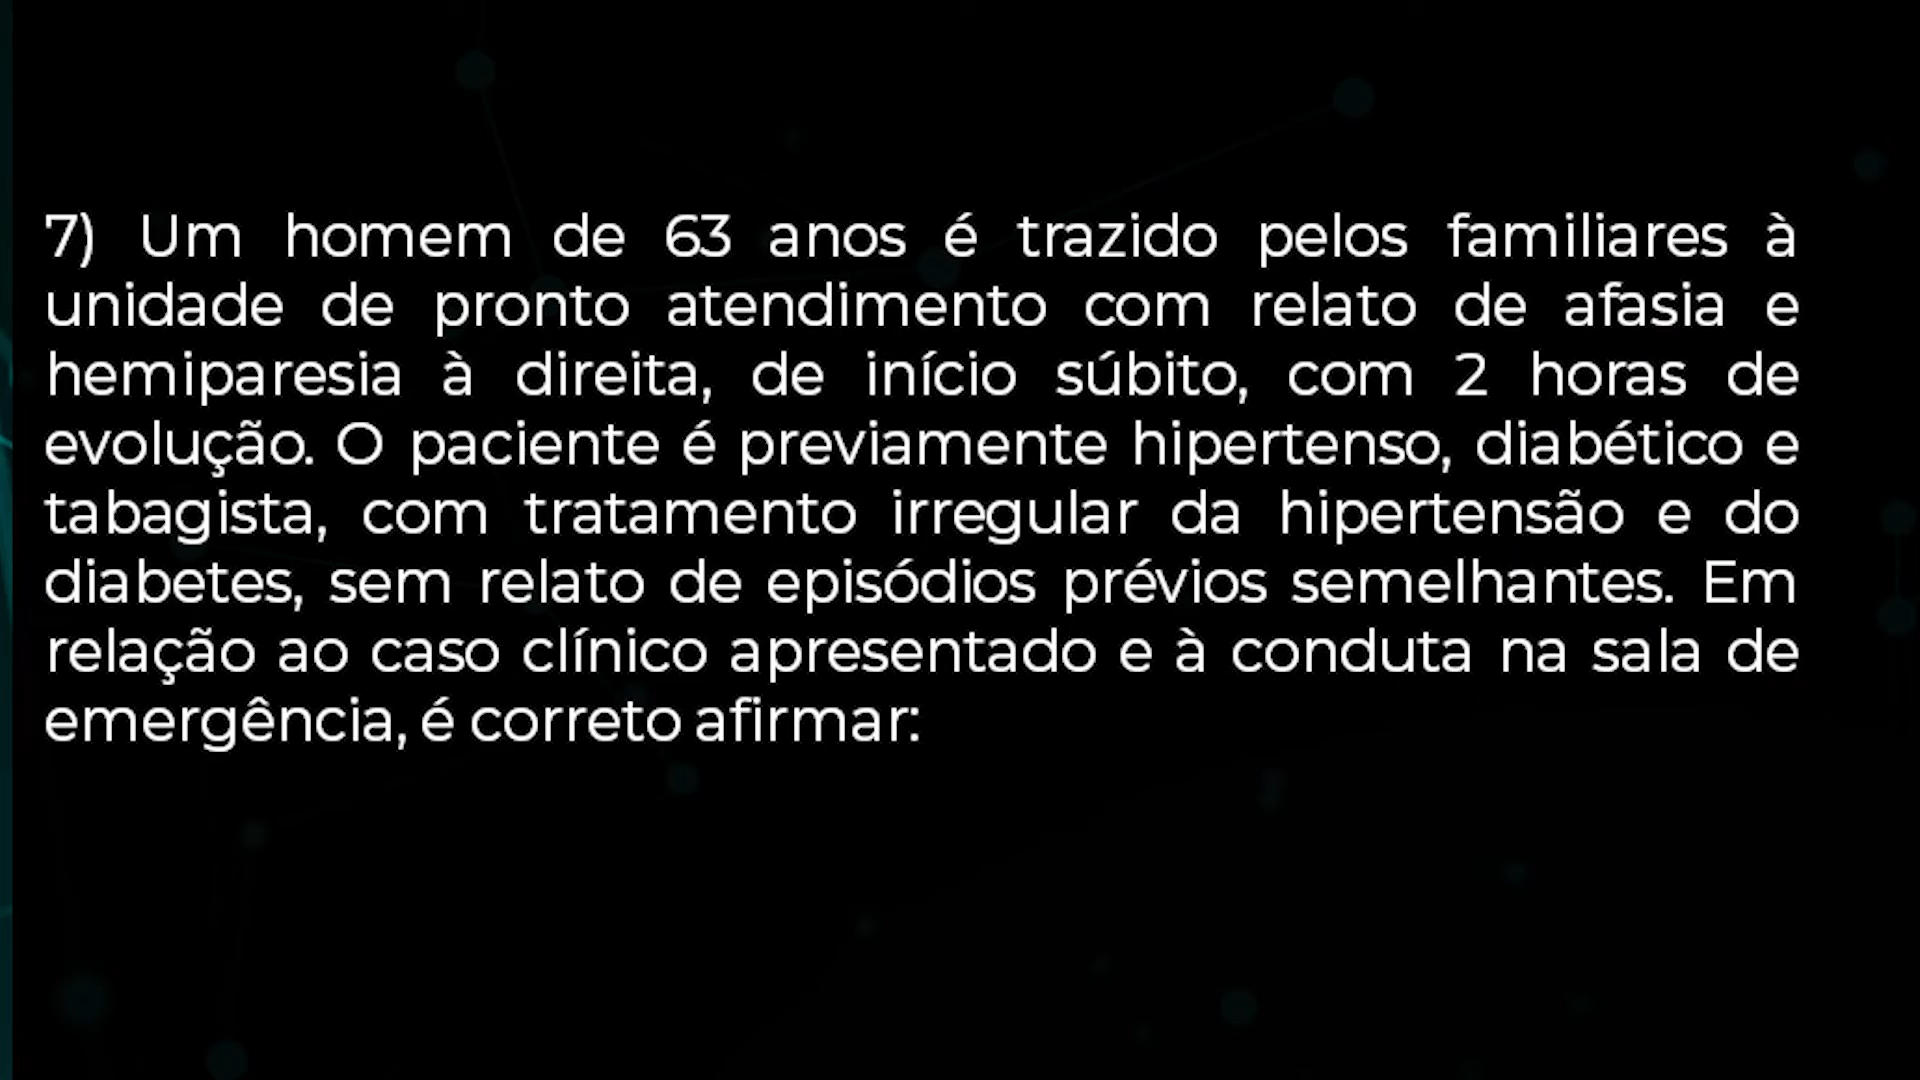 7) Um homem de 63 anos é trazido pelos familiares à
unidade de pronto atendimento com relato de afasia e
hemiparesia à direita, de início súbito, com 2 horas de
evolução. O paciente é previamente hipertenso, diabético e
tabagista, com tratamento irregular da hipertensão e do
diabetes, sem relato de episódios prévios semelhantes. Em
relação ao caso clínico apresentado e à conduta na sala de
emergência, é correto afirmar: